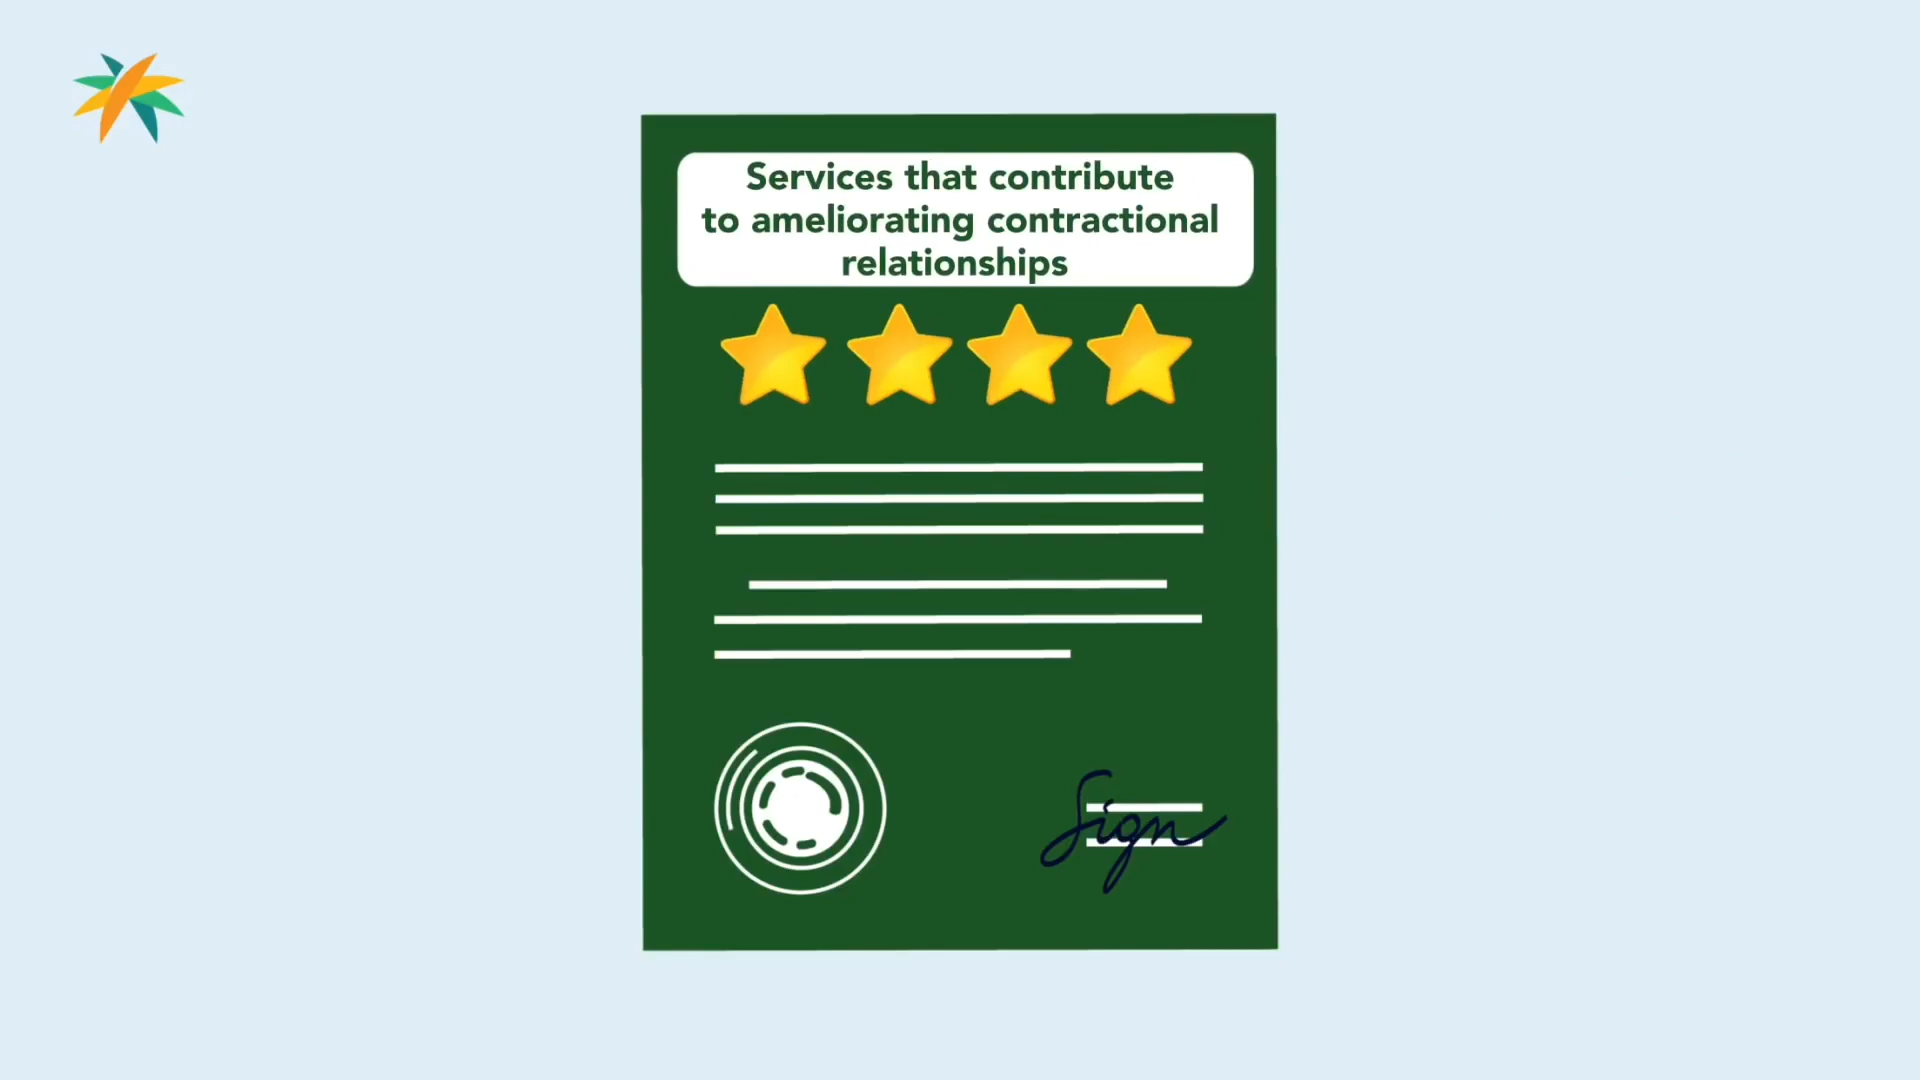 Services that contribute
to ameliorating contractional
relationships
Sign